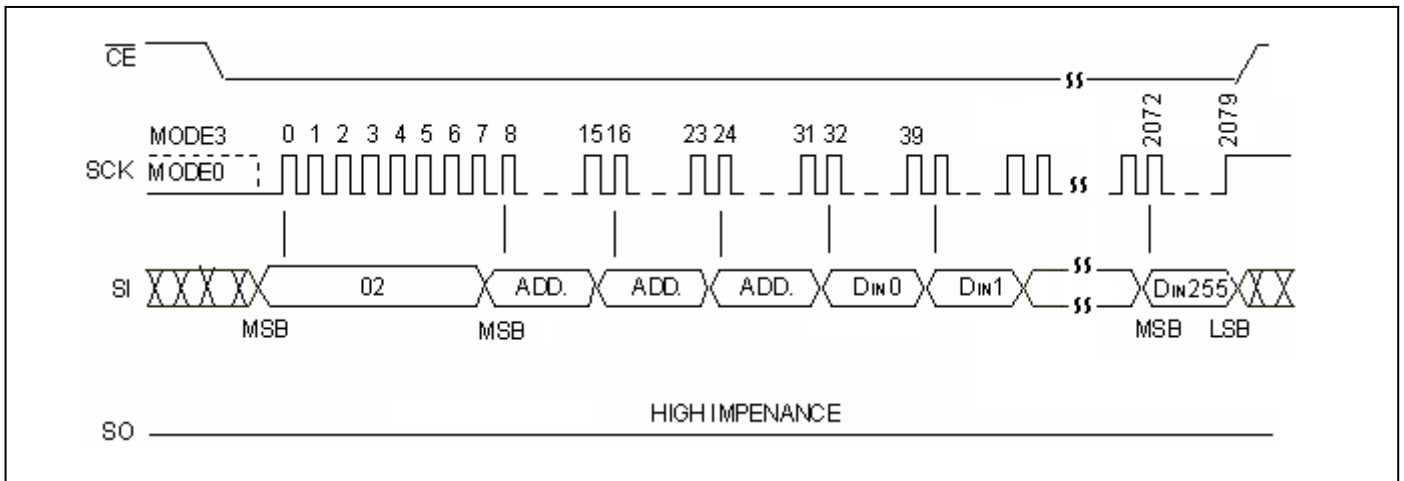 CE
MODE3
0 1 2 3 4 5 6 7 8 15 16 23 24 31 32 39 2072 2079
SCK MODE0
SI 02 ADD. ADD. ADD. DIN0 DIN1 DIN255
MSB MSB MSB LSB
HIGH IMPENANCE
SO